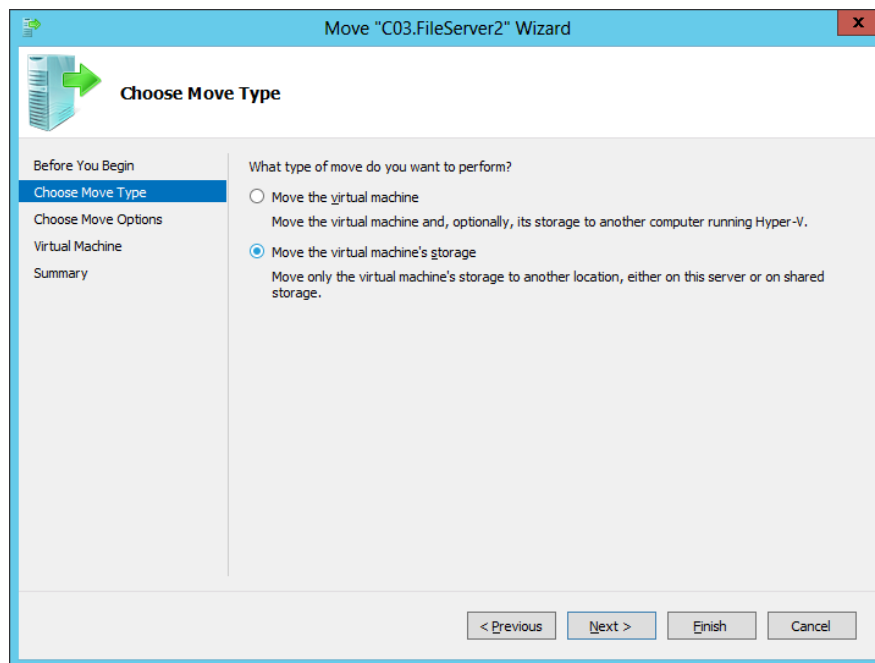 Move "C03.FileServer2" Wizard
x
Choose Move Type
Before You Begin
Choose Move Type
Choose Move Options
Virtual Machine
Summary
What type of move do you want to perform?
Move the virtual machine
Move the virtual machine and, optionally, its storage to another computer running Hyper-V.
Move the virtual machine's storage
Move only the virtual machine's storage to another location, either on this server or on shared
storage.
< Previous
Next >
Finish
Cancel